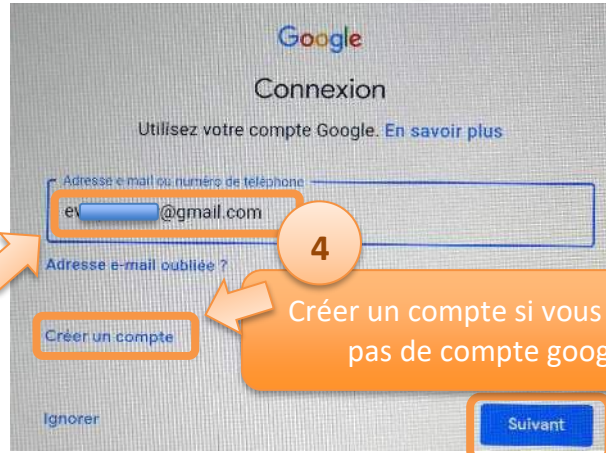 Google
Connexion
Utilisez votre compte Google. En savoir plus
Adresse e-mail ou numéro de téléphone
ev @gmail.com
4
Adresse e-mail oubliée ?
Créer un compte si vous
pas de compte goog
Créer un compte
Ignorer
Suivant